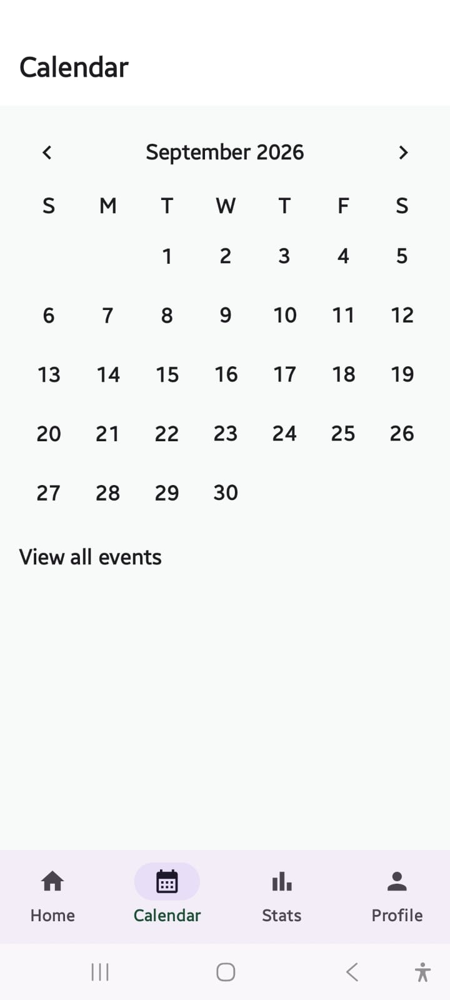 Calendar
September 2026
S M T W T F S
1 2 3 4 5
6 7 8 9 10 11 12
13 14 15 16 17 18 19
20 21 22 23 24 25 26
27 28 29 30
View all events
Home Calendar Stats Profile